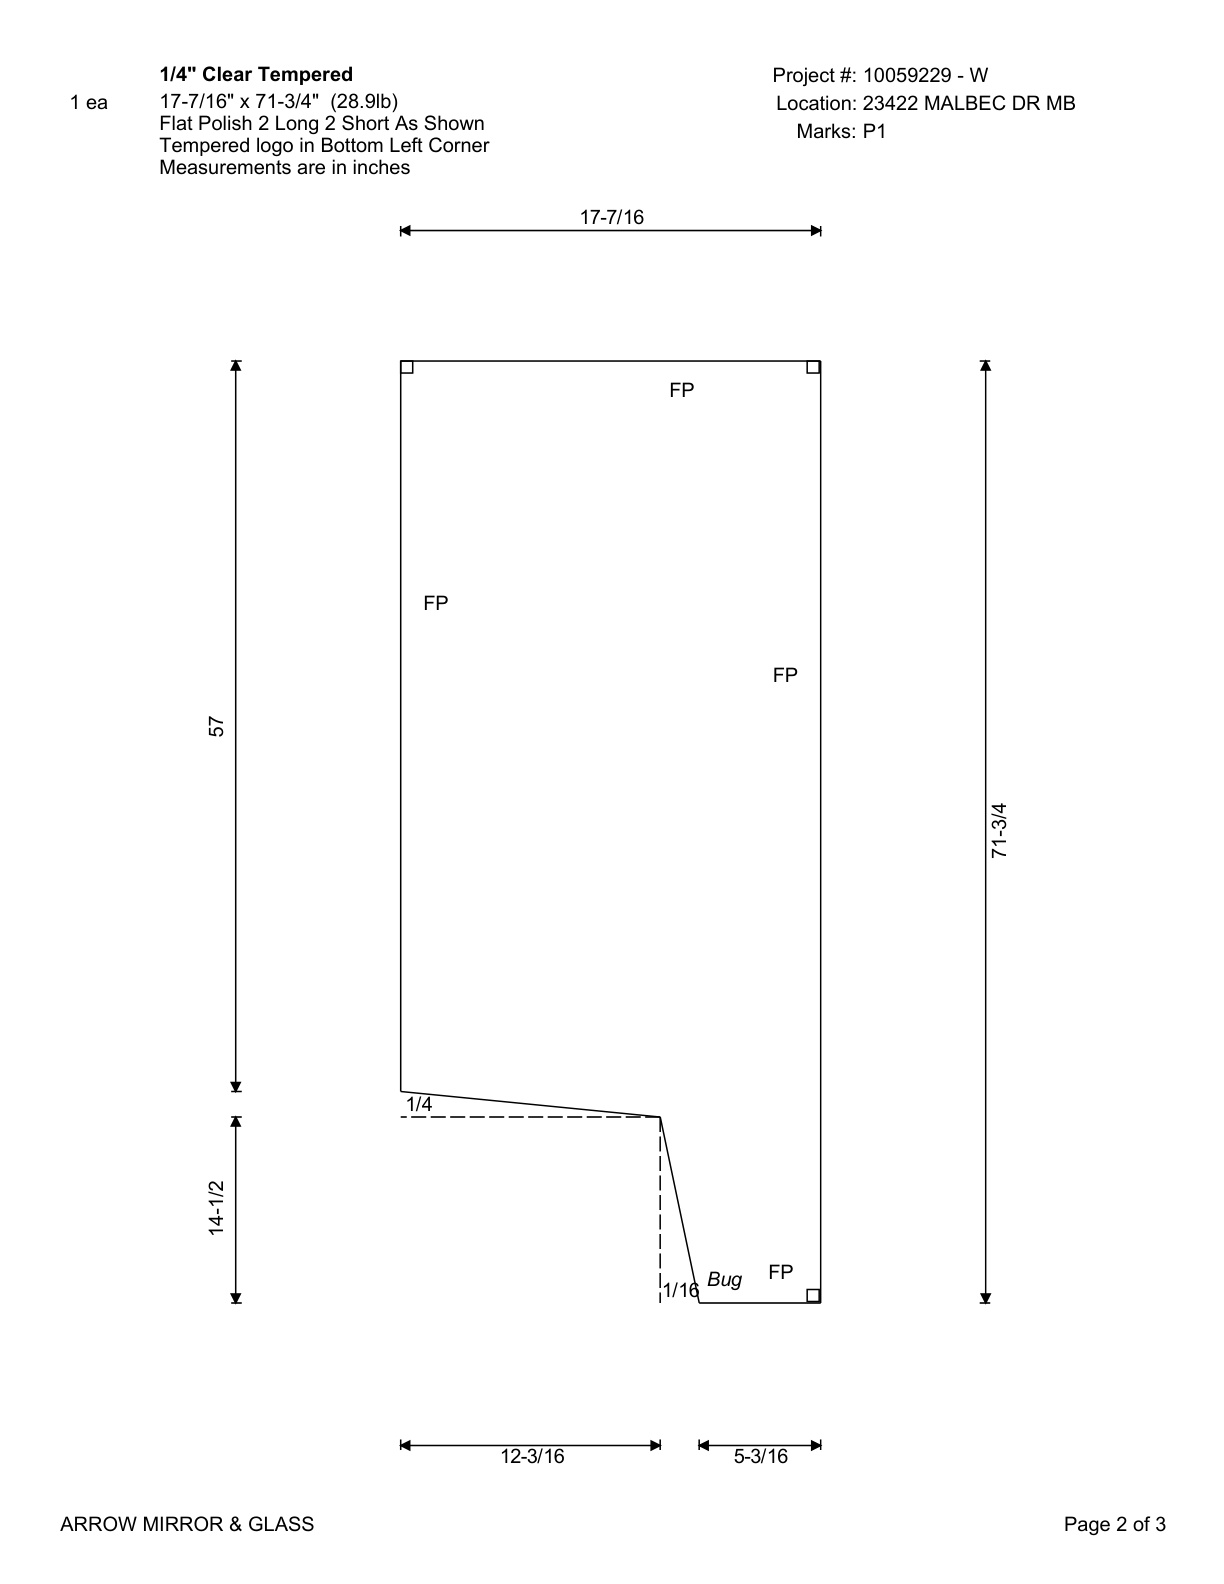 1/4" Clear Tempered
1 ea
17-7/16" x 71-3/4" (28.9lb)
Flat Polish 2 Long 2 Short As Shown
Tempered logo in Bottom Left Corner
Measurements are in inches
Project #: 10059229 - W
Location: 23422 MALBEC DR MB
Marks: P1
17-7/16
FP
FP
FP
57
71-3/4
1/4
14-1/2
1/16
Bug
FP
12-3/16
5-3/16
ARROW MIRROR & GLASS
Page 2 of 3